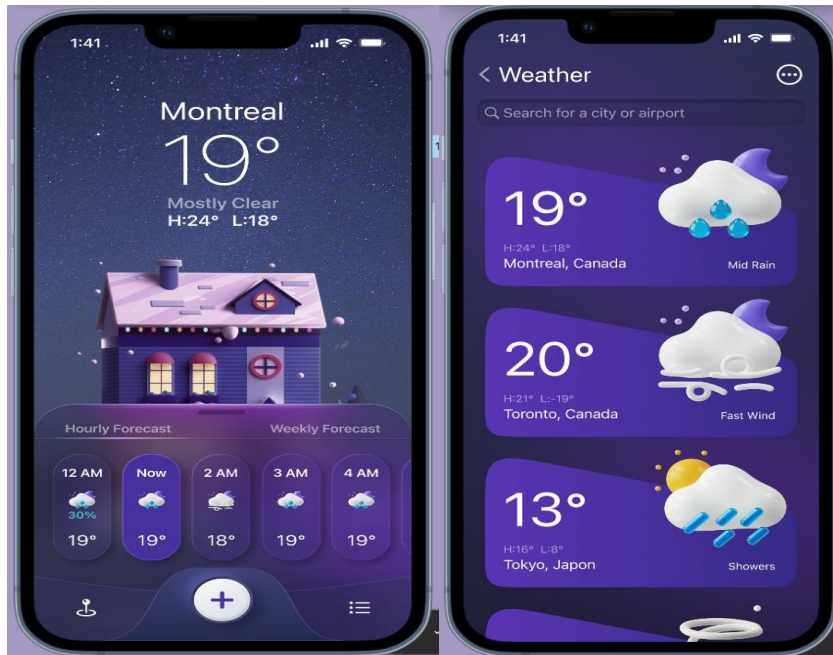 1:41
Montreal
19°
Mostly Clear
H:24° L:18°
Hourly Forecast
Weekly Forecast
12 AM
Now
2 AM
3 AM
4 AM
30%
19°
19°
18°
19°
19°
+
1:41
< Weather
Search for a city or airport
19°
H:24° L:18°
Montreal, Canada
Mid Rain
20°
H:21° L:-19°
Toronto, Canada
Fast Wind
13°
H:16° L:8°
Tokyo, Japon
Showers